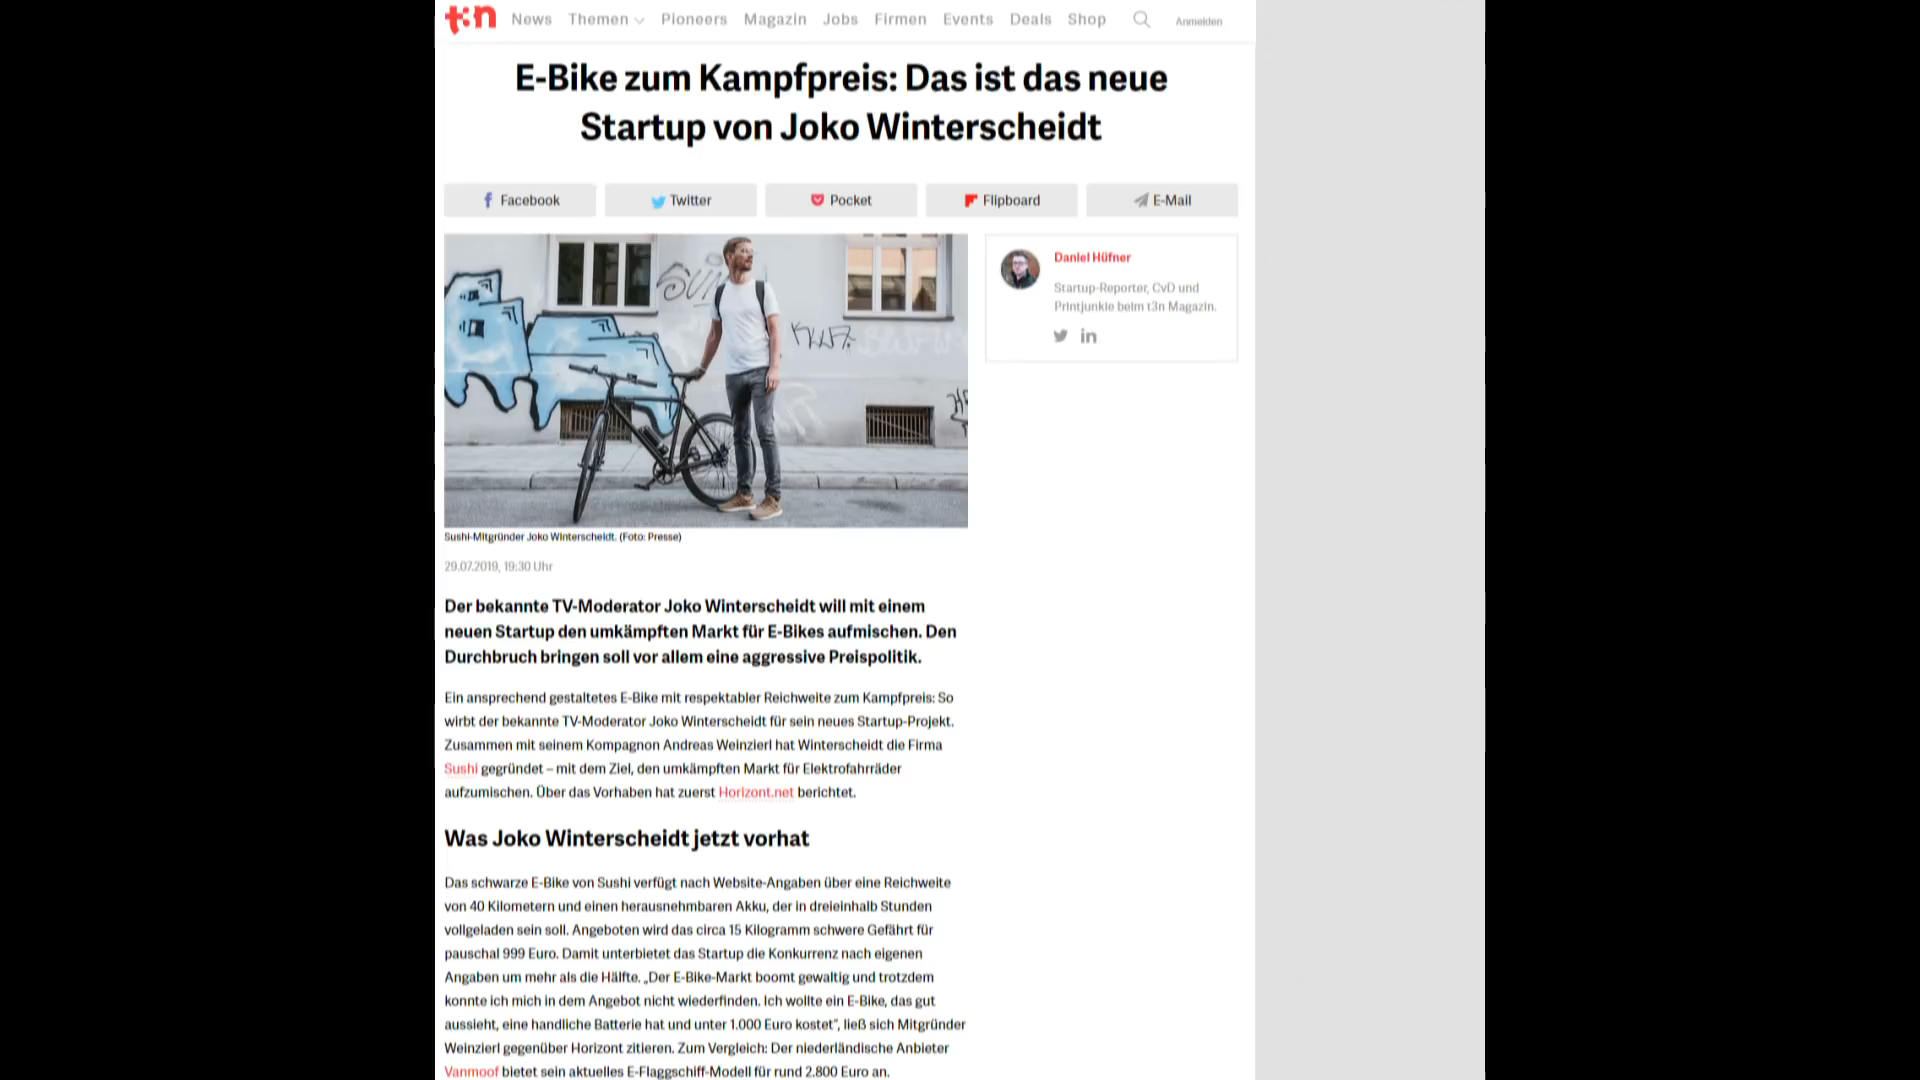 t3n News Themen Pioneers Magazin Jobs Firmen Events Deals Shop Anmelden
E-Bike zum Kampfpreis: Das ist das neue
Startup von Joko Winterscheidt
Facebook Twitter Pocket Flipboard E-Mail
Daniel Hüfner
Startup-Reporter, CvD und
Printjunkie beim t3n Magazin.
Sushi-Mitgründer Joko Winterscheidt. (Foto: Presse)
29.07.2019, 19:30 Uhr
Der bekannte TV-Moderator Joko Winterscheidt will mit einem
neuen Startup den umkämpften Markt für E-Bikes aufmischen. Den
Durchbruch bringen soll vor allem eine aggressive Preispolitik.
Ein ansprechend gestaltetes E-Bike mit respektabler Reichweite zum Kampfpreis: So
wirbt der bekannte TV-Moderator Joko Winterscheidt für sein neues Startup-Projekt.
Zusammen mit seinem Kompagnon Andreas Weinzierl hat Winterscheidt die Firma
Sushi gegründet – mit dem Ziel, den umkämpften Markt für Elektrofahrräder
aufzumischen. Über das Vorhaben hat zuerst Horizont.net berichtet.
Was Joko Winterscheidt jetzt vorhat
Das schwarze E-Bike von Sushi verfügt nach Website-Angaben über eine Reichweite
von 40 Kilometern und einen herausnehmbaren Akku, der in dreieinhalb Stunden
vollgeladen sein soll. Angeboten wird das circa 15 Kilogramm schwere Gefährt für
pauschal 999 Euro. Damit unterbietet das Startup die Konkurrenz nach eigenen
Angaben um mehr als die Hälfte. „Der E-Bike-Markt boomt gewaltig und trotzdem
konnte ich mich in dem Angebot nicht wiederfinden. Ich wollte ein E-Bike, das gut
aussieht, eine handliche Batterie hat und unter 1.000 Euro kostet“, ließ sich Mitgründer
Weinzierl gegenüber Horizont zitieren. Zum Vergleich: Der niederländische Anbieter
Vanmoof bietet sein aktuelles E-Flaggschiff-Modell für rund 2.800 Euro an.